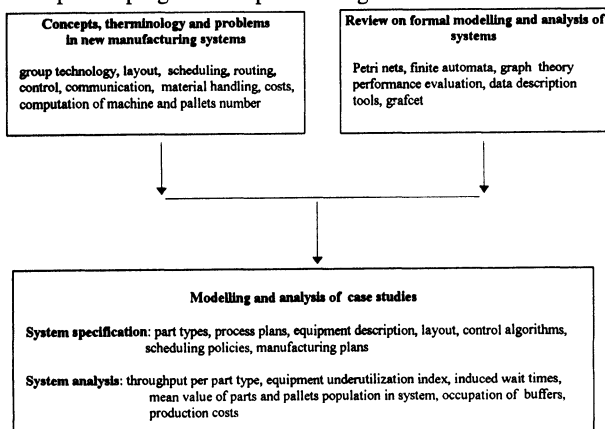 Concepts, therminology and problems
in new manufacturing systems
group technology, layout, scheduling, routing,
control, communication, material handling, costs,
computation of machine and pallets number
Review on formal modelling and analysis of
systems
Petri nets, finite automata, graph theory
performance evaluation, data description
tools, grafcet
Modelling and analysis of case studies
System specification: part types, process plans, equipment description, layout, control algorithms,
scheduling policies, manufacturing plans
System analysis: throughput per part type, equipment underutilization index, induced wait times,
mean value of parts and pallets population in system, occupation of buffers,
production costs